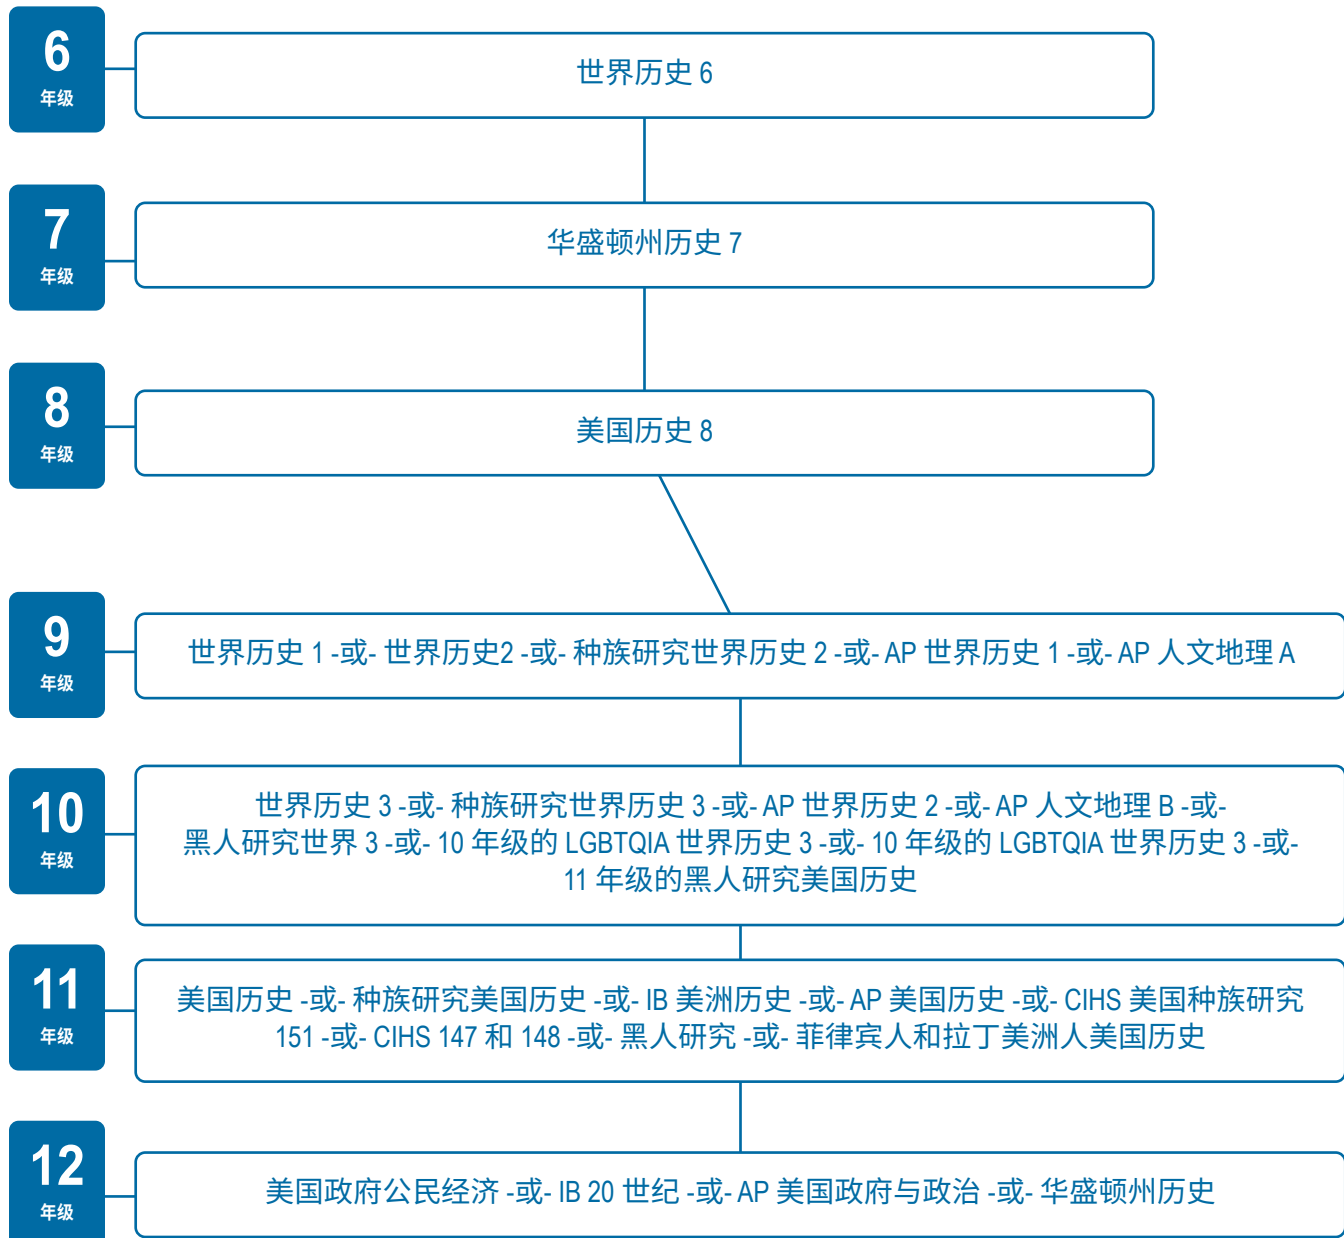 6
年级
世界历史 6
7
年级
华盛顿州历史 7
8
年级
美国历史 8
9
年级
世界历史 1 -或- 世界历史2 -或- 种族研究世界历史 2 -或- AP 世界历史 1 -或- AP 人文地理 A
10
年级
世界历史 3 -或- 种族研究世界历史 3 -或- AP 世界历史 2 -或- AP 人文地理 B -或-
黑人研究世界 3 -或- 10 年级的 LGBTQIA 世界历史 3 -或- 10 年级的 LGBTQIA 世界历史 3 -或-
11 年级的黑人研究美国历史
11
年级
美国历史 -或- 种族研究美国历史 -或- IB 美洲历史 -或- AP 美国历史 -或- CIHS 美国种族研究
151 -或- CIHS 147 和 148 -或- 黑人研究 -或- 菲律宾人和拉丁美洲人美国历史
12
年级
美国政府公民经济 -或- IB 20 世纪 -或- AP 美国政府与政治 -或- 华盛顿州历史